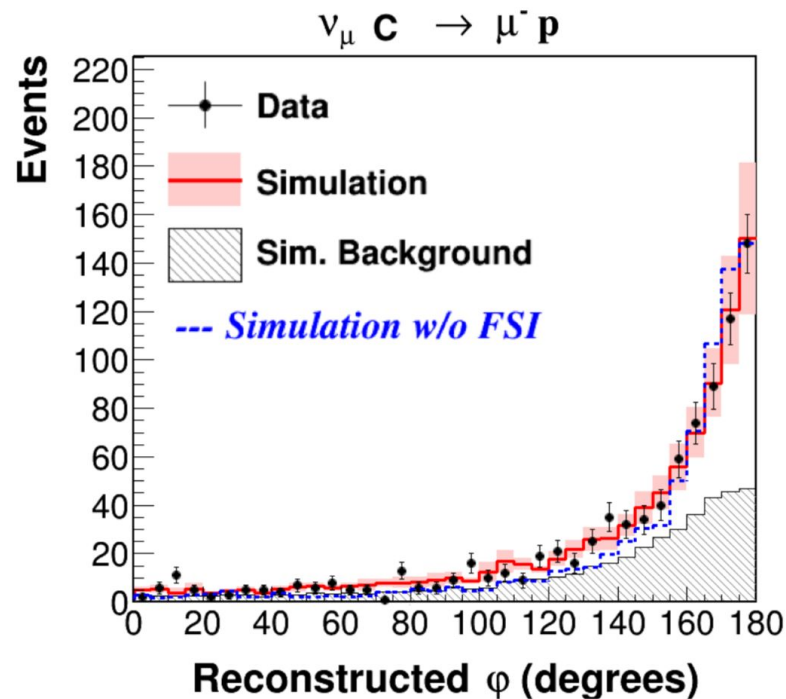 ν_μ C → μ⁻ p
Events
220
200
180
160
140
120
100
80
60
40
20
0
Data
Simulation
Sim. Background
--- Simulation w/o FSI
0 20 40 60 80 100 120 140 160 180
Reconstructed φ (degrees)